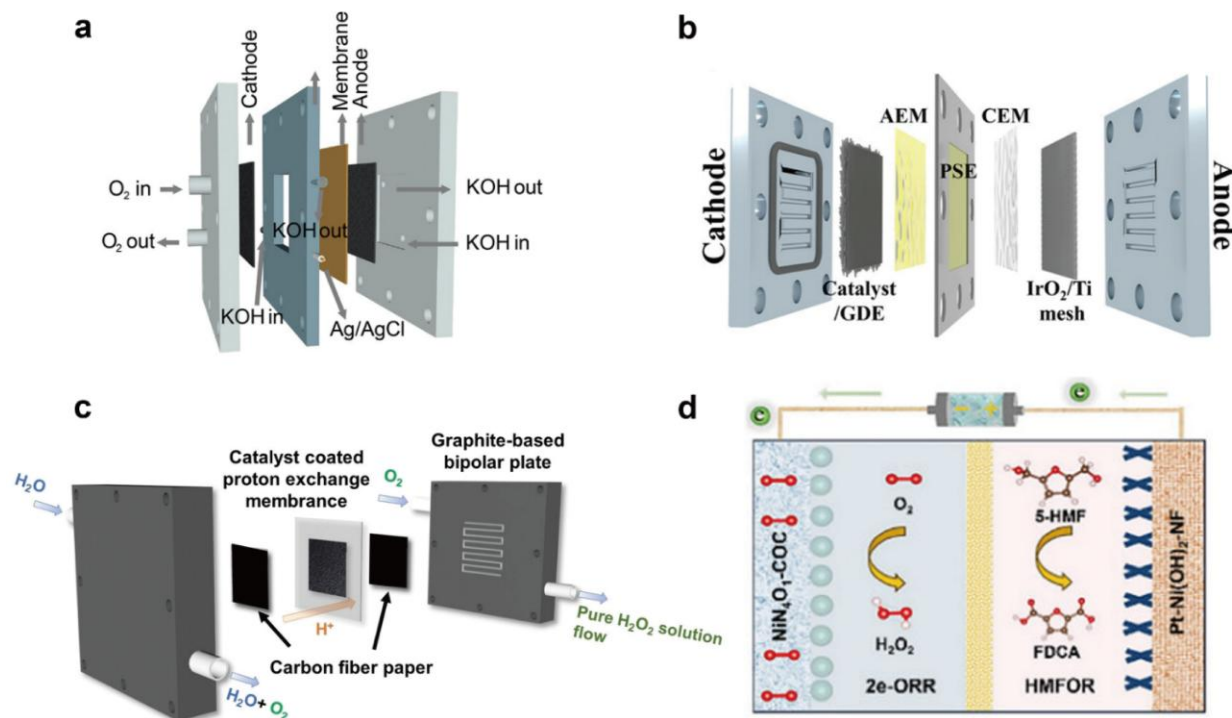 a
Cathode
Membrane
Anode
O₂ in
O₂ out
KOH in
KOH out
Ag/AgCl
KOH out
KOH in
b
Cathode
Catalyst
/GDE
AEM
PSE
CEM
IrO₂/Ti
mesh
Anode
c
H₂O
Catalyst coated
proton exchange
membrance
O₂
Graphite-based
bipolar plate
H⁺
Carbon fiber paper
Pure H₂O₂ solution
flow
H₂O+ O₂
d
e
e
NiN₄O₁-COC
O₂
H₂O₂
2e-ORR
5-HMF
FDCA
HMFOR
Pt-Ni(OH)₂-NF